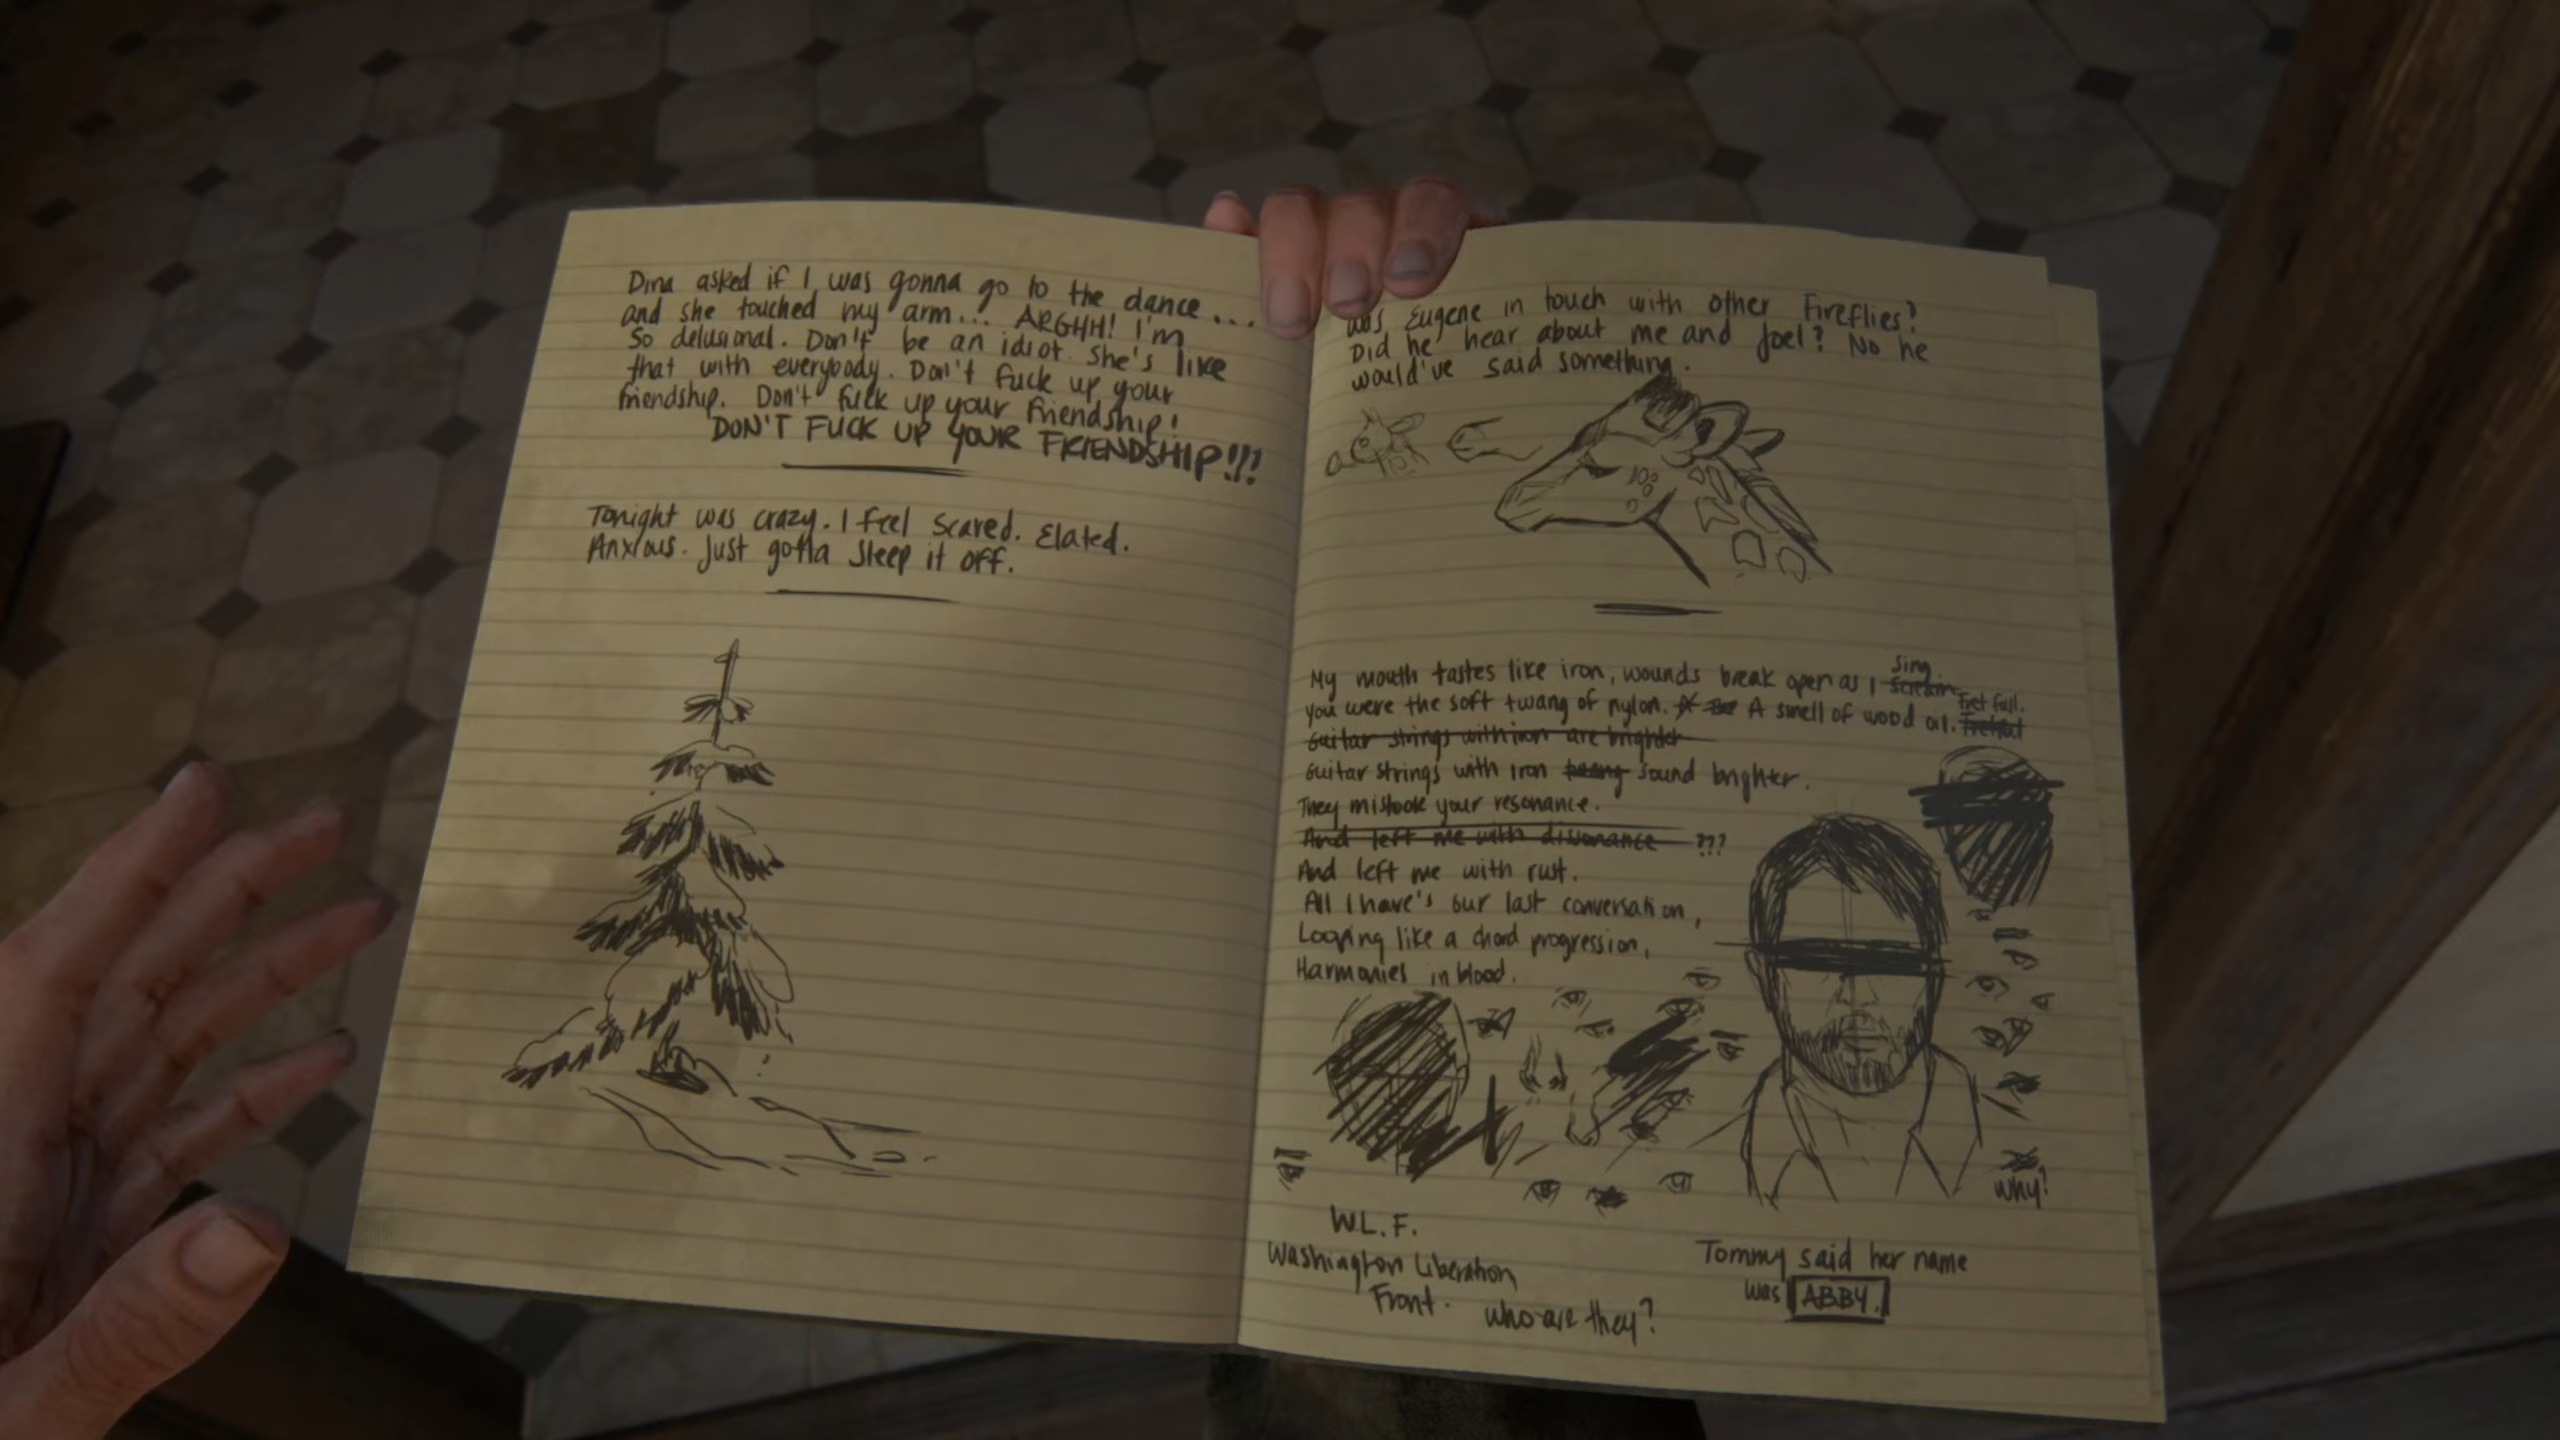 Dina asked if I was gonna go to the dance...
and she touched my arm... ARGHH! I'm
so delusional. Don't be an idiot. She's like
that with everybody. Don't fuck up your
friendship. Don't fuck up your friendship!
DON'T FUCK UP YOUR FRIENDSHIP!!!
Tonight was crazy. I feel scared. Elated.
Anxious. Just gotta sleep it off.
Was Eugene in touch with other Fireflies?
Did he hear about me and Joel? No he
would've said something.
My mouth tastes like iron, wounds break open as I scream sing
you were the soft twang of nylon. A smell of wood oil. Fretful Fret full.
Guitar strings with iron are brighter
Guitar strings with iron twang sound brighter.
They mistook your resonance.
And left me with dissonance ???
And left me with rust.
All I have's our last conversation,
Looping like a chord progression,
Harmonies in blood.
why?
W.L.F.
Washington Liberation
Front. who are they?
Tommy said her name
was ABBY.